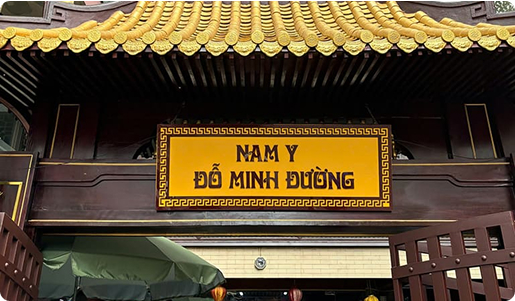 NAM Y
ĐỖ MINH ĐƯỜNG